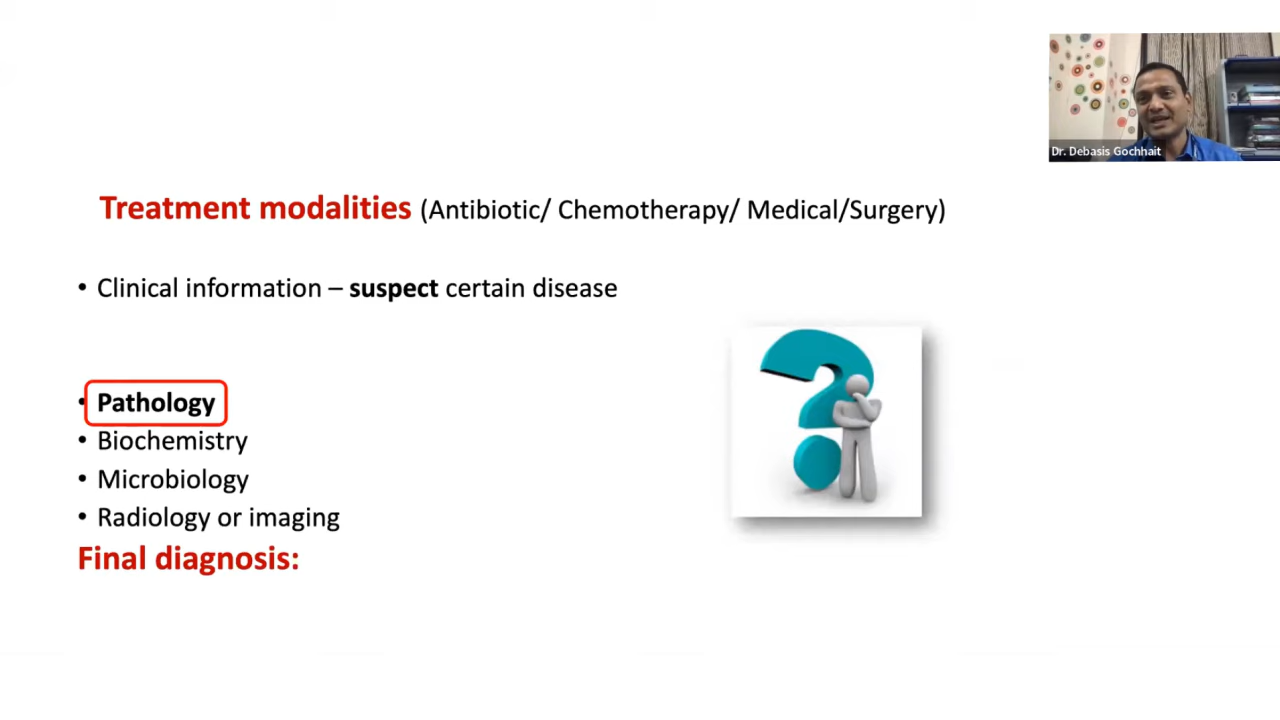 Dr. Debasis Gochhait
Treatment modalities (Antibiotic/ Chemotherapy/ Medical/Surgery)
• Clinical information – suspect certain disease
• Pathology
• Biochemistry
• Microbiology
• Radiology or imaging
Final diagnosis: